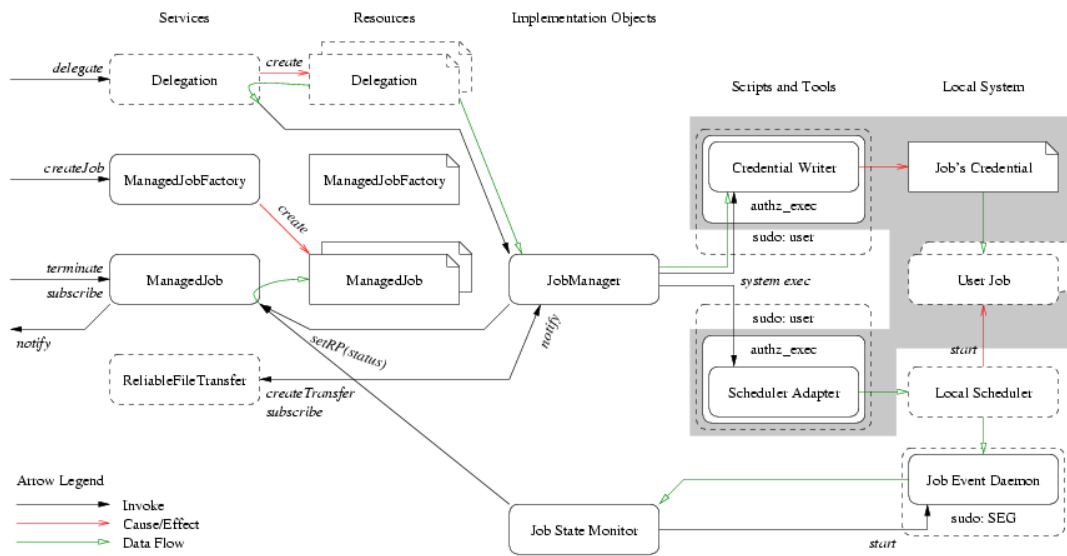 Services
Resources
Implementation Objects
delegate
Delegation
create
Delegation
Scripts and Tools
Local System
createJob
ManagedJobFactory
ManagedJobFactory
Credential Writer
Job's Credential
authz_exec
create
sudo: user
terminate
subscribe
ManagedJob
ManagedJob
JobManager
system exec
User Job
notify
setRP(status)
notify
sudo: user
authz_exec
start
ReliableFileTransfer
createTransfer
subscribe
Scheduler Adapter
Local Scheduler
Arrow Legend
Invoke
Cause/Effect
Data Flow
Job State Monitor
Job Event Daemon
sudo: SEG
start